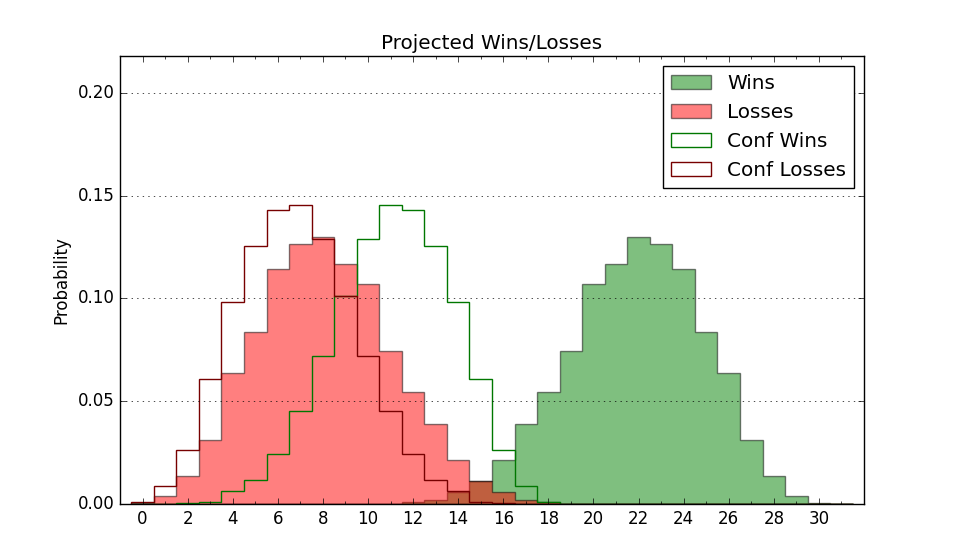 Projected Wins/Losses
Wins
Losses
Conf Wins
Conf Losses
Probability
0.20
0.15
0.10
0.05
0.00
0 2 4 6 8 10 12 14 16 18 20 22 24 26 28 30